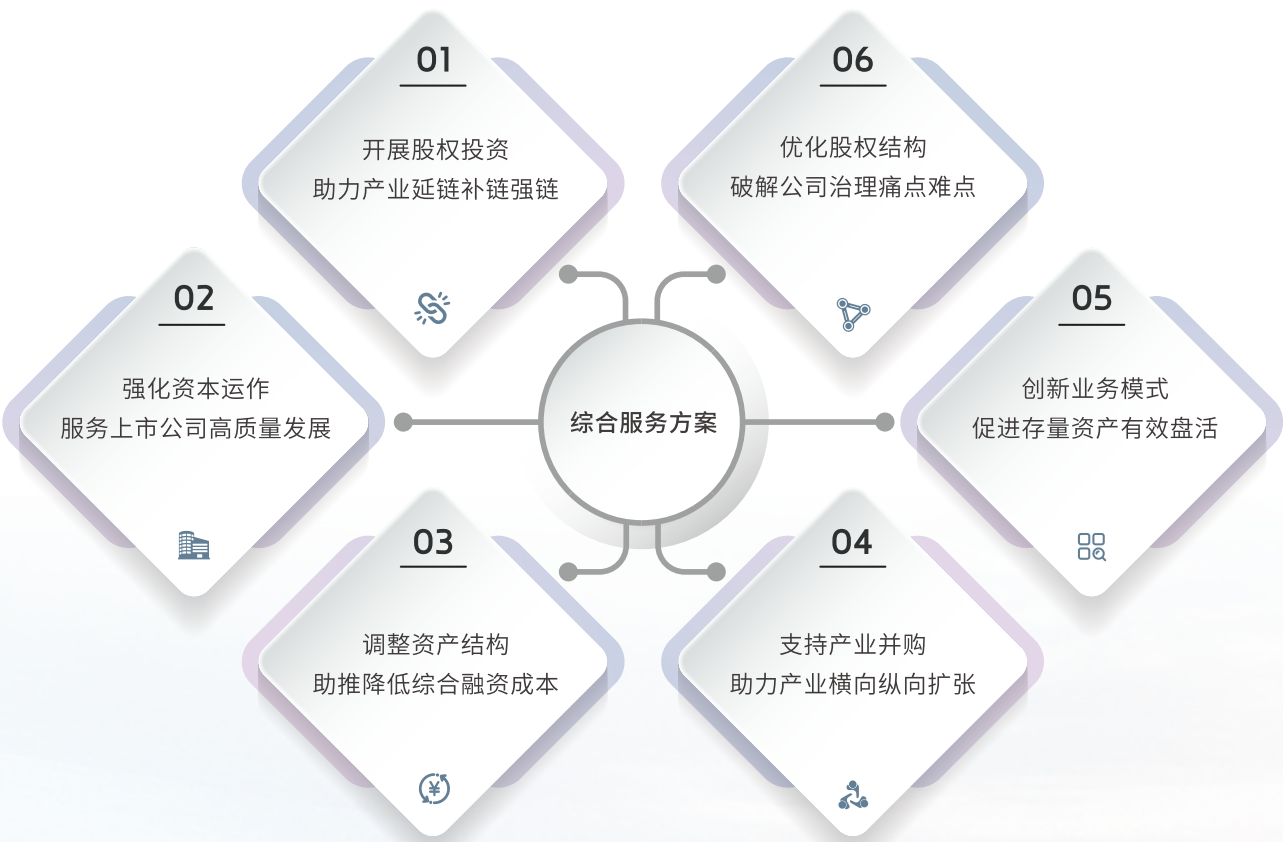 01
开展股权投资
助力产业延链补链强链
02
强化资本运作
服务上市公司高质量发展
03
调整资产结构
助推降低综合融资成本
综合服务方案
04
支持产业并购
助力产业横向纵向扩张
05
创新业务模式
促进存量资产有效盘活
06
优化股权结构
破解公司治理痛点难点
¥